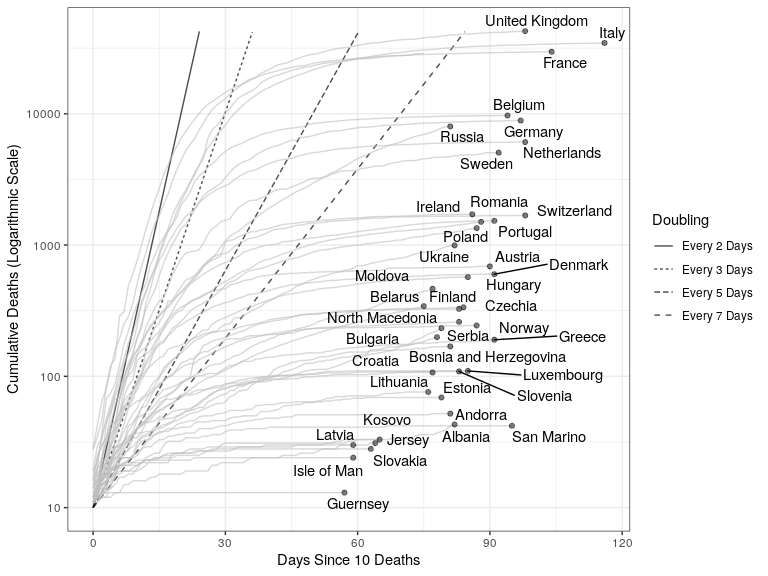 United Kingdom
Italy
France
Belgium
Germany
Russia
Netherlands
Sweden
Ireland
Romania
Switzerland
Portugal
Poland
Ukraine
Austria
Denmark
Moldova
Hungary
Belarus
Finland
Czechia
North Macedonia
Norway
Greece
Bulgaria
Serbia
Croatia
Bosnia and Herzegovina
Luxembourg
Lithuania
Estonia
Slovenia
Kosovo
Andorra
Latvia
Jersey
Albania
San Marino
Isle of Man
Slovakia
Guernsey
10000
1000
100
10
0
30
60
90
120
Days Since 10 Deaths
Cumulative Deaths (Logarithmic Scale)
Doubling
Every 2 Days
Every 3 Days
Every 5 Days
Every 7 Days